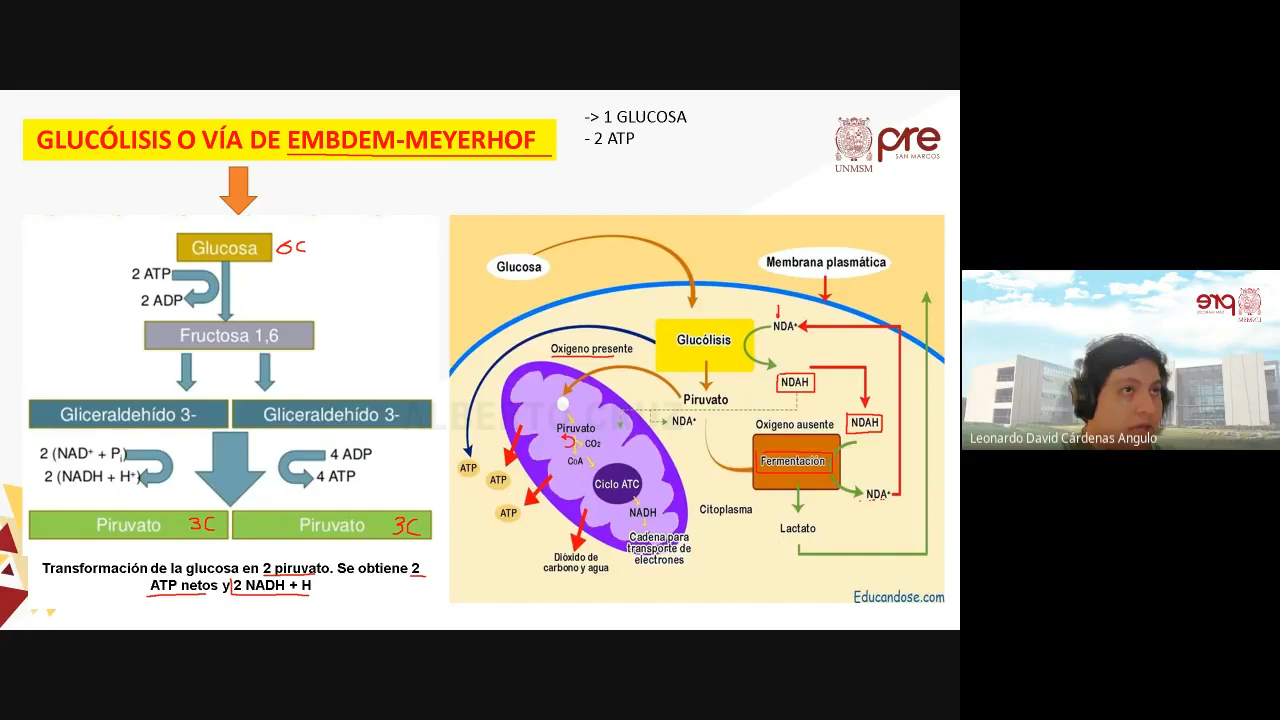 GLUCÓLISIS O VÍA DE EMBDEM-MEYERHOF
-> 1 GLUCOSA
- 2 ATP
UNMSM
pre
SAN MARCOS
Glucosa 6C
2 ATP
2 ADP
Fructosa 1,6
Gliceraldehído 3-
Gliceraldehído 3-
2 (NAD⁺ + Pᵢ)
2 (NADH + H⁺)
4 ADP
4 ATP
Piruvato 3C
Piruvato 3C
Transformación de la glucosa en 2 piruvato. Se obtiene 2
ATP netos y 2 NADH + H
Glucosa
Membrana plasmática
Glucólisis
NDA⁺
NDAH
Oxigeno presente
Piruvato
NDA⁺
Oxigeno ausente
NDAH
Fermentación
NDA⁺
Lactato
Citoplasma
Piruvato
CO₂
CoA
Ciclo ATC
NADH
Cadena para
transporte de
electrones
ATP
ATP
ATP
Dióxido de
carbono y agua
Educandose.com
ALBERTO CRUZ
pre
UNMSM
Leonardo David Cárdenas Angulo